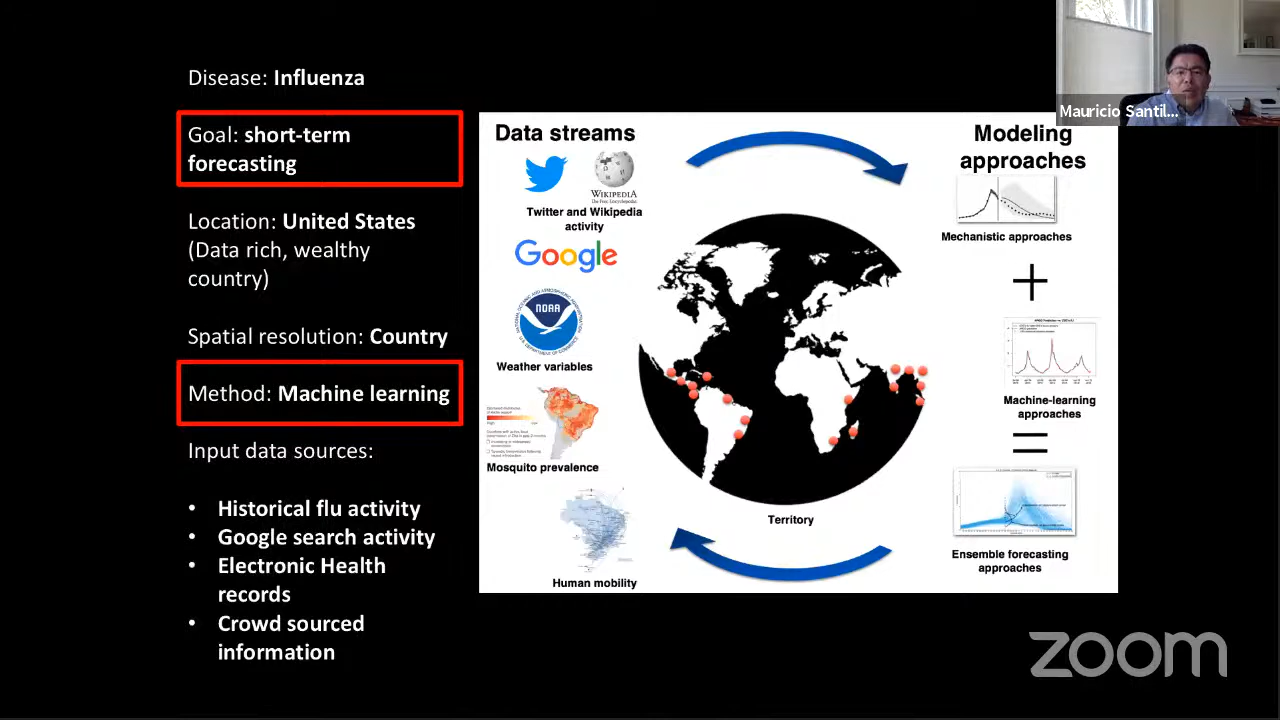 Disease: Influenza
Goal: short-term
forecasting
Location: United States
(Data rich, wealthy
country)
Spatial resolution: Country
Method: Machine learning
Input data sources:
• Historical flu activity
• Google search activity
• Electronic Health
records
• Crowd sourced
information
Data streams
WIKIPEDIA
The Free Encyclopedia
Twitter and Wikipedia
activity
Google
NOAA
Weather variables
Mosquito prevalence
Human mobility
Territory
Modeling
approaches
Mechanistic approaches
+
Machine-learning
approaches
=
Ensemble forecasting
approaches
Mauricio Santil...
zoom